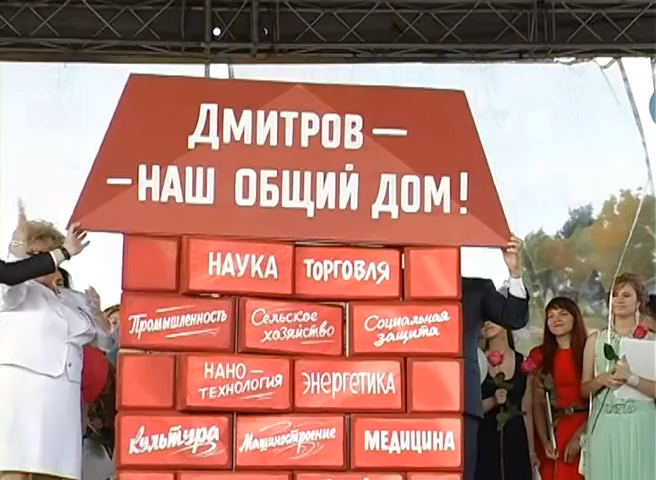 ДМИТРОВ —
— НАШ ОБЩИЙ ДОМ!
НАУКА ТОРГОВЛЯ
Промышленность Сельское хозяйство Социальная защита
НАНО-ТЕХНОЛОГИЯ ЭНЕРГЕТИКА
культура Машиностроение МЕДИЦИНА